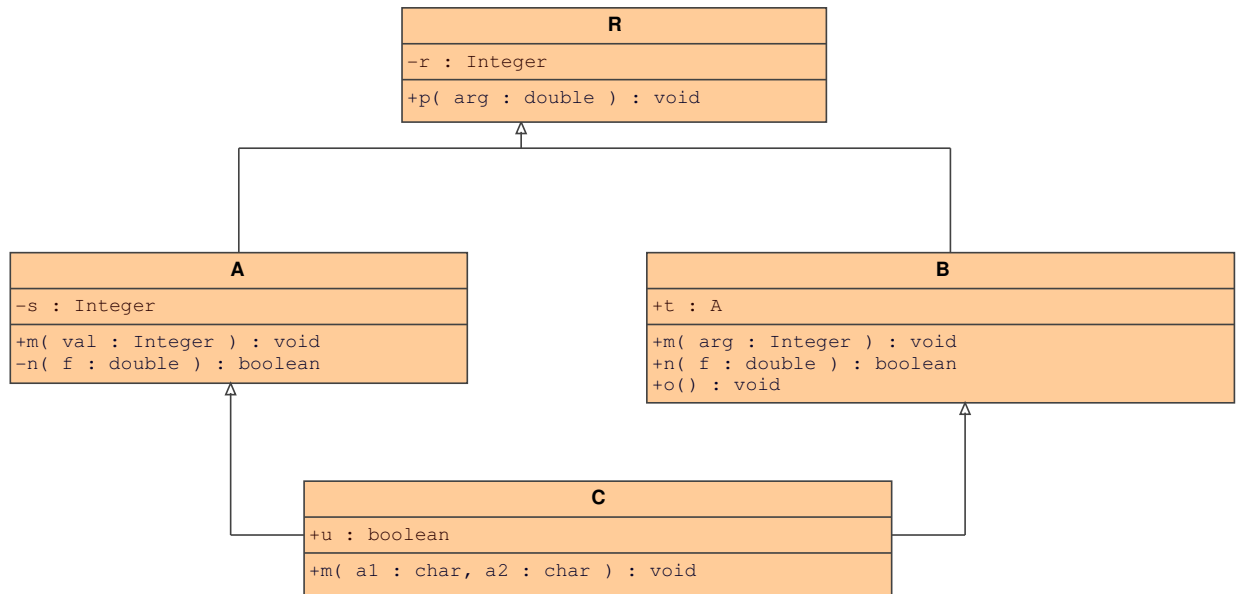 R
-r : Integer
+p( arg : double ) : void
A
-s : Integer
+m( val : Integer ) : void
-n( f : double ) : boolean
B
+t : A
+m( arg : Integer ) : void
+n( f : double ) : boolean
+o() : void
C
+u : boolean
+m( a1 : char, a2 : char ) : void